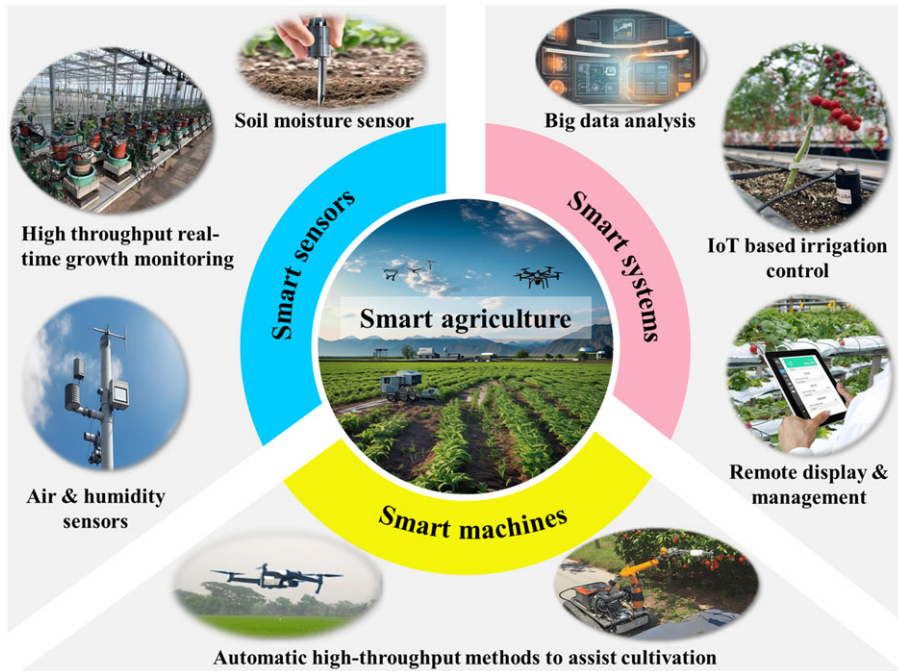 Soil moisture sensor
Big data analysis
High throughput real-
time growth monitoring
IoT based irrigation
control
Smart sensors
Smart systems
Smart agriculture
Air & humidity
sensors
Remote display &
management
Smart machines
Automatic high-throughput methods to assist cultivation